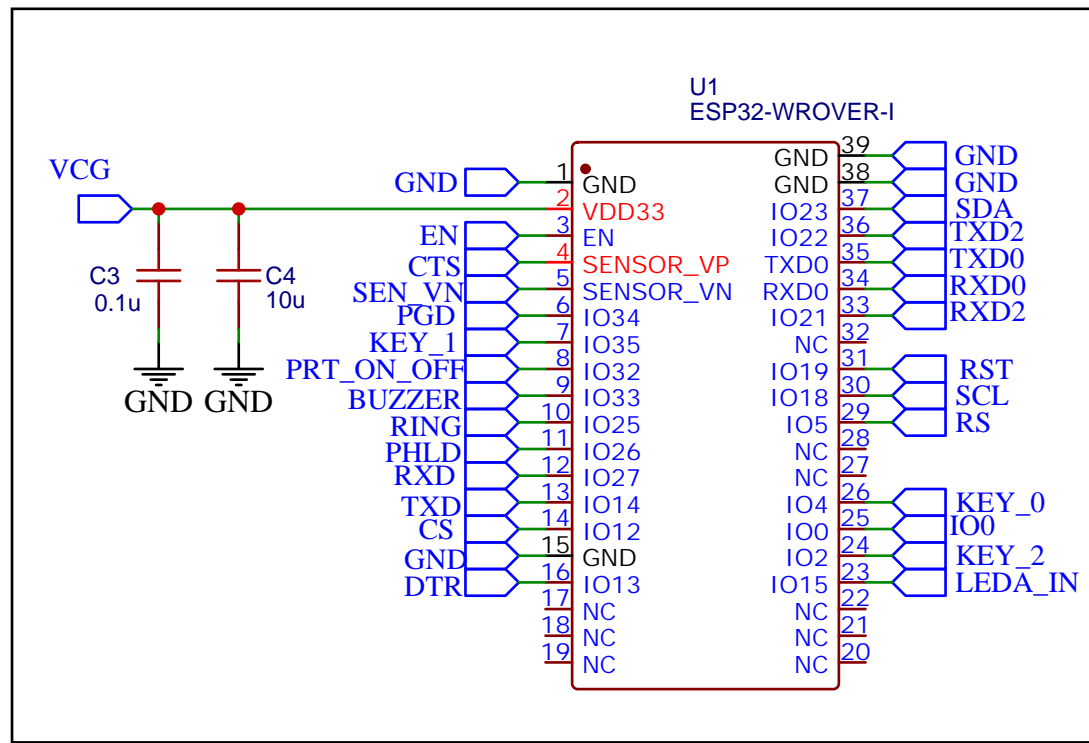 U1
ESP32-WROVER-I
VCG
C3
0.1u
C4
10u
GND
GND
GND 1 GND
2 VDD33
EN 3 EN
CTS 4 SENSOR_VP
SEN_VN 5 SENSOR_VN
PGD 6 IO34
KEY_1 7 IO35
PRT_ON_OFF 8 IO32
BUZZER 9 IO33
RING 10 IO25
PHLD 11 IO26
RXD 12 IO27
TXD 13 IO14
CS 14 IO12
GND 15 GND
DTR 16 IO13
17 NC
18 NC
19 NC
GND 39 GND
GND 38 GND
IO23 37 SDA
IO22 36 TXD2
TXD0 35 TXD0
RXD0 34 RXD0
IO21 33 RXD2
NC 32
IO19 31 RST
IO18 30 SCL
IO5 29 RS
NC 28
NC 27
IO4 26 KEY_0
IO0 25 IO0
IO2 24 KEY_2
IO15 23 LEDA_IN
NC 22
NC 21
NC 20